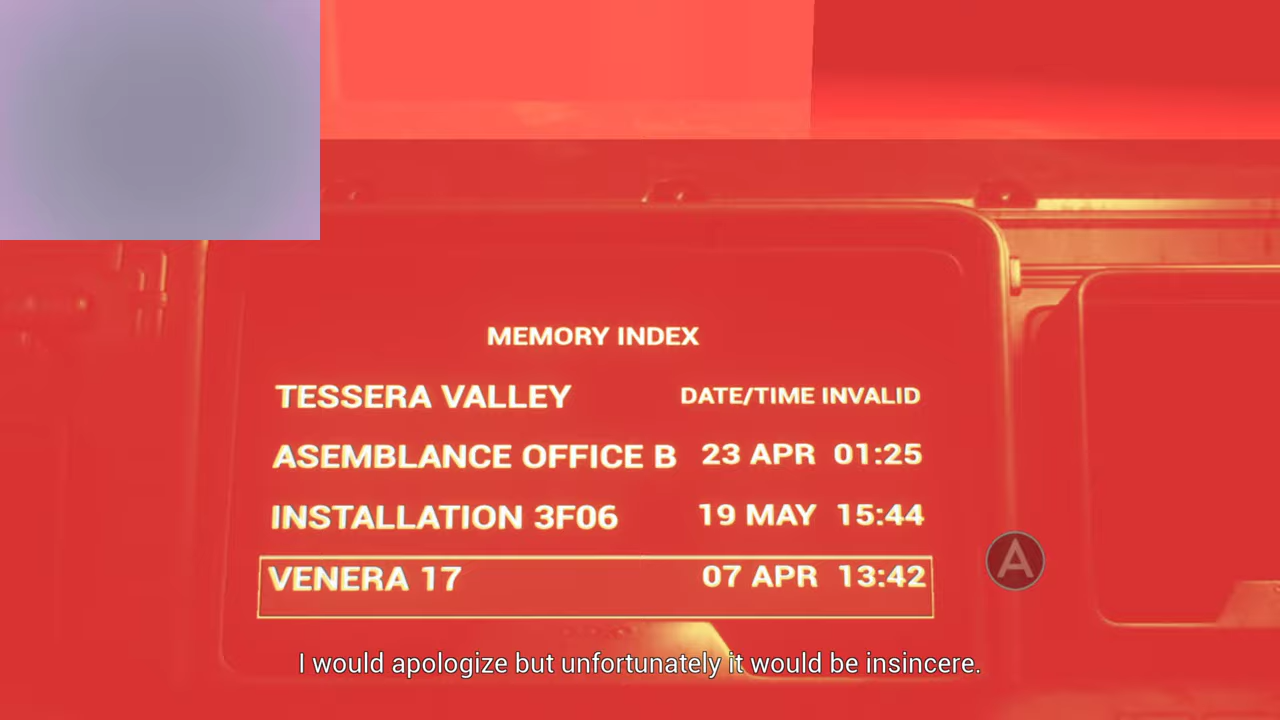 MEMORY INDEX
TESSERA VALLEY DATE/TIME INVALID
ASEMBLANCE OFFICE B 23 APR 01:25
INSTALLATION 3F06 19 MAY 15:44
VENERA 17 07 APR 13:42
A
I would apologize but unfortunately it would be insincere.